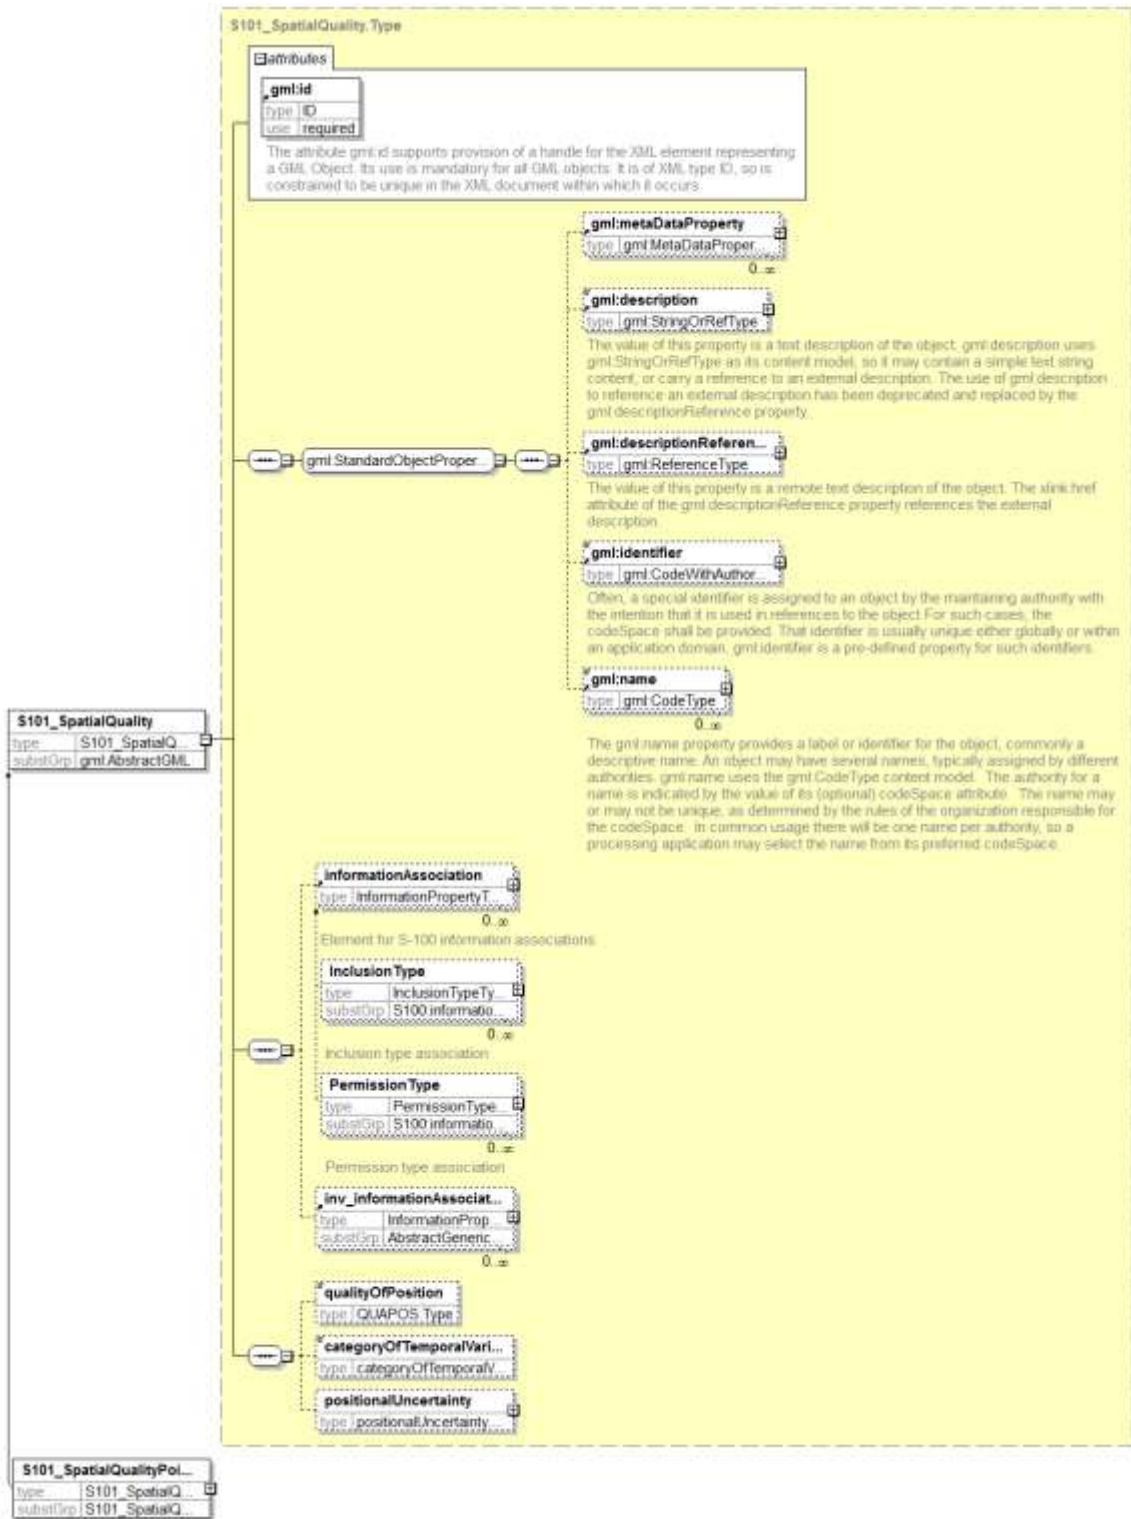 S101_SpatialQuality.Type
attributes
gml:id
type ID
use required
The attribute gml:id supports provision of a handle for the XML element representing
a GML Object. Its use is mandatory for all GML objects. It is of XML type ID, so is
constrained to be unique in the XML document within which it occurs.
gml:metaDataProperty
type gml:MetaDataProper...
0..∞
gml:description
type gml:StringOrRefType
The value of this property is a text description of the object. gml:description uses
gml:StringOrRefType as its content model, so it may contain a simple text string
content, or carry a reference to an external description. The use of gml:description
to reference an external description has been deprecated and replaced by the
gml:descriptionReference property.
gml:StandardObjectProper...
gml:descriptionReferen...
type gml:ReferenceType
The value of this property is a remote text description of the object. The xlink:href
attribute of the gml:descriptionReference property references the external
description.
gml:identifier
type gml:CodeWithAuthor...
Often, a special identifier is assigned to an object by the maintaining authority with
the intention that it is used in references to the object For such cases, the
codeSpace shall be provided. That identifier is usually unique either globally or within
an application domain. gml:identifier is a pre-defined property for such identifiers.
gml:name
type gml:CodeType
0..∞
The gml:name property provides a label or identifier for the object, commonly a
descriptive name. An object may have several names, typically assigned by different
authorities. gml:name uses the gml:CodeType content model. The authority for a
name is indicated by the value of its (optional) codeSpace attribute. The name may
or may not be unique, as determined by the rules of the organization responsible for
the codeSpace. In common usage there will be one name per authority, so a
processing application may select the name from its preferred codeSpace.
S101_SpatialQuality
type S101_SpatialQ...
substGrp gml:AbstractGML
informationAssociation
type InformationPropertyT...
0..∞
Element for S-100 information associations
InclusionType
type InclusionTypeTy...
substGrp S100:informatio...
0..∞
Inclusion type association
PermissionType
type PermissionType...
substGrp S100:informatio...
0..∞
Permission type association
inv_informationAssociat...
type InformationProp...
substGrp AbstractGeneric...
0..∞
qualityOfPosition
type QUAPOS.Type
categoryOfTemporalVari...
type categoryOfTemporalV...
positionalUncertainty
type positionalUncertainty...
S101_SpatialQualityPoi...
type S101_SpatialQ...
substGrp S101_SpatialQ...